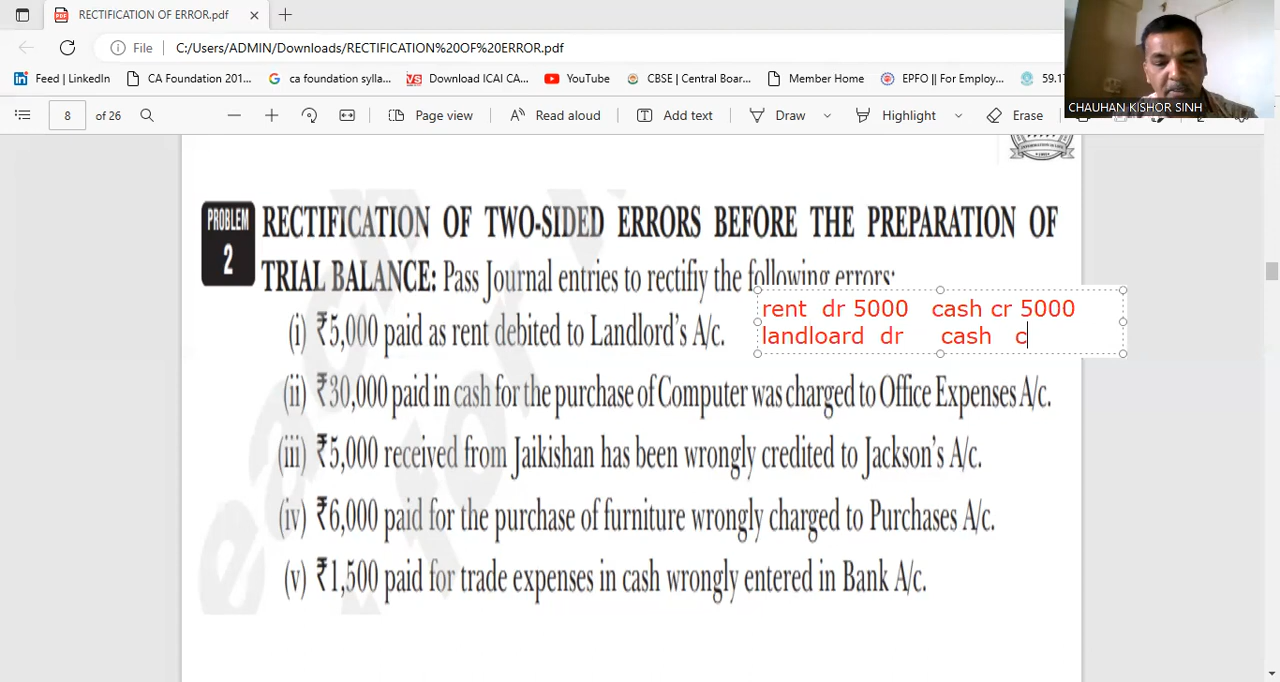 RECTIFICATION OF ERROR.pdf
File C:/Users/ADMIN/Downloads/RECTIFICATION%20OF%20ERROR.pdf
Feed | LinkedIn CA Foundation 201... ca foundation sylla... Download ICAI CA... YouTube CBSE | Central Boar... Member Home EPFO || For Employ... 59.1
8 of 26 Page view Read aloud Add text Draw Highlight Erase
CHAUHAN KISHOR SINH
PROBLEM 2
RECTIFICATION OF TWO-SIDED ERRORS BEFORE THE PREPARATION OF
TRIAL BALANCE: Pass Journal entries to rectifiy the following errors:
rent dr 5000 cash cr 5000
(i) ₹5,000 paid as rent debited to Landlord's A/c.
landloard dr cash c
(ii) ₹30,000 paid in cash for the purchase of Computer was charged to Office Expenses A/c.
(iii) ₹5,000 received from Jaikishan has been wrongly credited to Jackson's A/c.
(iv) ₹6,000 paid for the purchase of furniture wrongly charged to Purchases A/c.
(v) ₹1,500 paid for trade expenses in cash wrongly entered in Bank A/c.